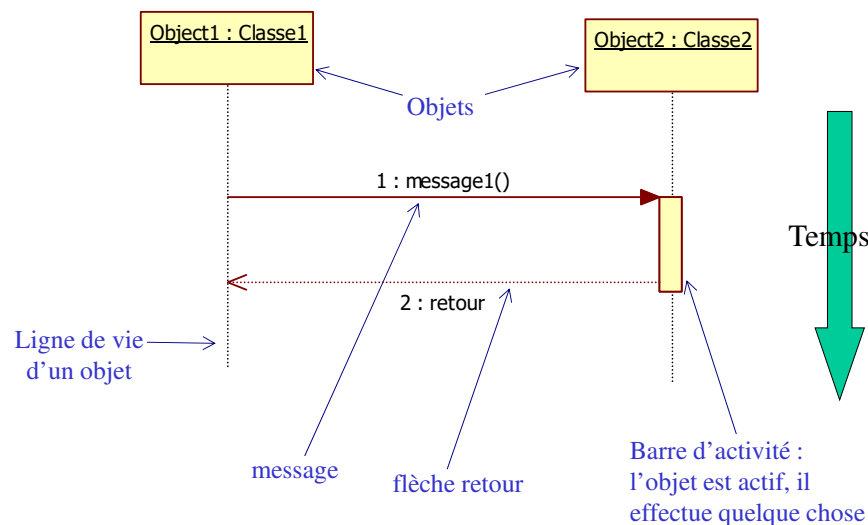 Object1 : Classe1
Object2 : Classe2
Objets
1 : message1()
Temps
2 : retour
Ligne de vie
d'un objet
message
flèche retour
Barre d'activité :
l'objet est actif, il
effectue quelque chose